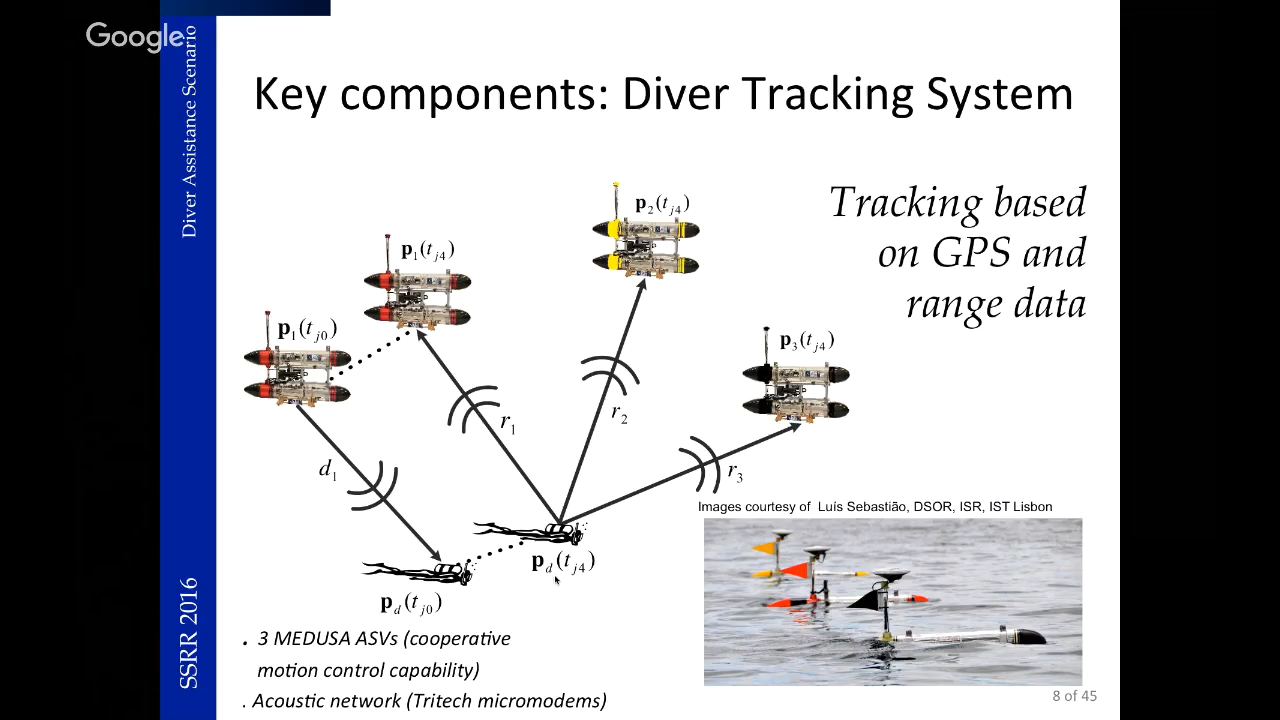 Google
Diver Assistance Scenario
SSRR 2016
Key components: Diver Tracking System
Tracking based
on GPS and
range data
p2(tj4)
p1(tj4)
p1(tj0)
p3(tj4)
r1
r2
r3
d1
pd(tj4)
pd(tj0)
Images courtesy of Luís Sebastião, DSOR, ISR, IST Lisbon
. 3 MEDUSA ASVs (cooperative
motion control capability)
. Acoustic network (Tritech micromodems)
8 of 45